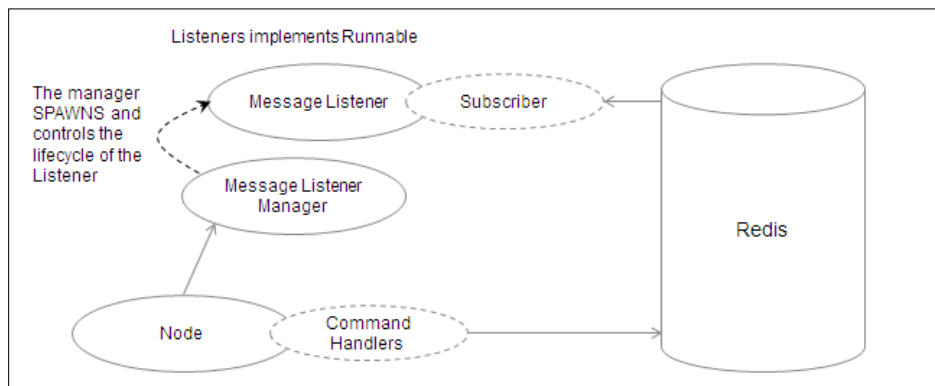 Listeners implements Runnable
The manager
SPAWNS and
controls the
lifecycle of the
Listener
Message Listener
Subscriber
Message Listener
Manager
Redis
Node
Command
Handlers